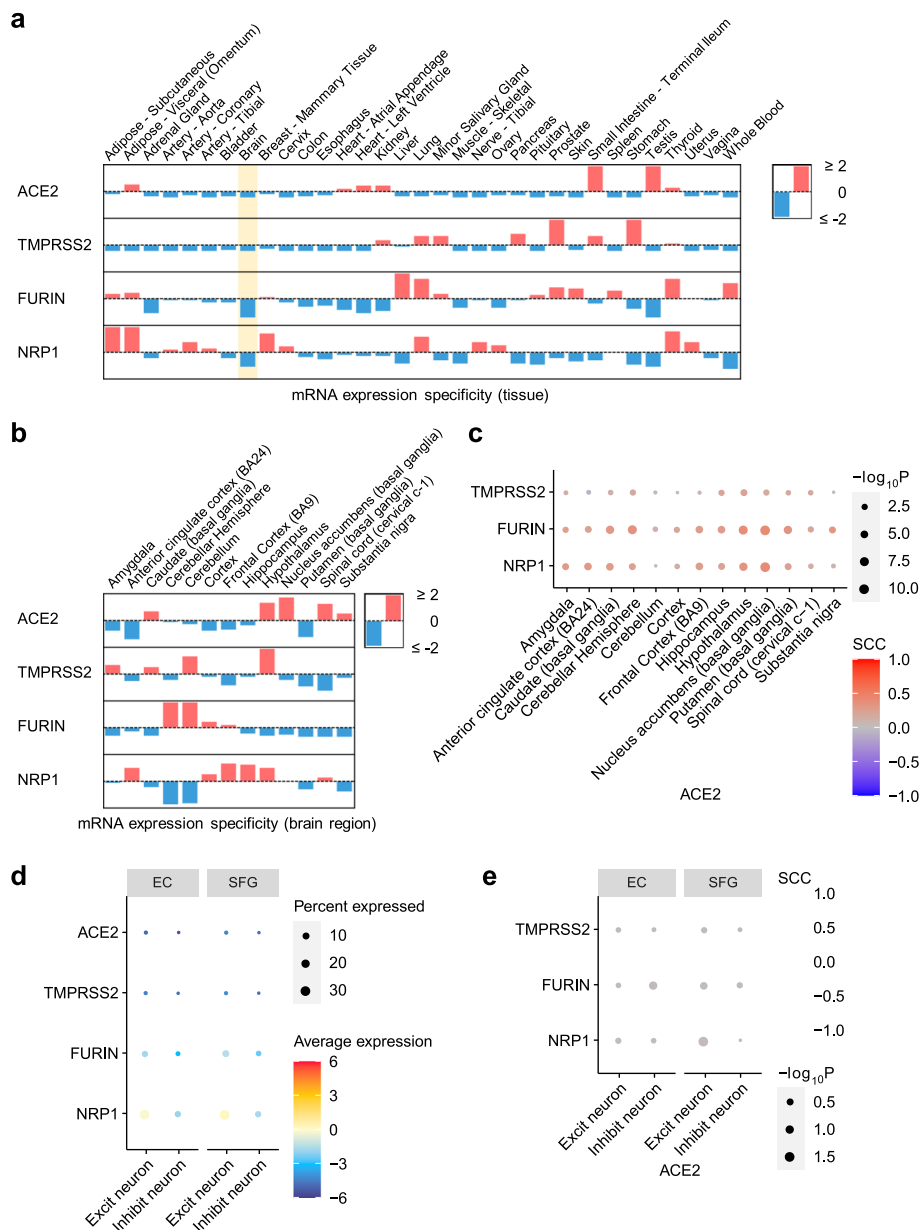 a
Adipose - Subcutaneous
Adipose - Visceral (Omentum)
Adrenal Gland
Artery - Aorta
Artery - Coronary
Artery - Tibial
Bladder
Brain
Breast - Mammary Tissue
Cervix
Colon
Esophagus
Heart - Atrial Appendage
Heart - Left Ventricle
Kidney
Liver
Lung
Minor Salivary Gland
Muscle - Skeletal
Nerve - Tibial
Ovary
Pancreas
Pituitary
Prostate
Skin
Small Intestine - Terminal Ileum
Spleen
Stomach
Testis
Thyroid
Uterus
Vagina
Whole Blood
ACE2
TMPRSS2
FURIN
NRP1
≥ 2
0
≤ -2
mRNA expression specificity (tissue)
b
Amygdala
Anterior cingulate cortex (BA24)
Caudate (basal ganglia)
Cerebellar Hemisphere
Cerebellum
Cortex
Frontal Cortex (BA9)
Hippocampus
Hypothalamus
Nucleus accumbens (basal ganglia)
Putamen (basal ganglia)
Spinal cord (cervical c-1)
Substantia nigra
ACE2
TMPRSS2
FURIN
NRP1
≥ 2
0
≤ -2
mRNA expression specificity (brain region)
c
TMPRSS2
FURIN
NRP1
Amygdala
Anterior cingulate cortex (BA24)
Caudate (basal ganglia)
Cerebellar Hemisphere
Cerebellum
Cortex
Frontal Cortex (BA9)
Hippocampus
Hypothalamus
Nucleus accumbens (basal ganglia)
Putamen (basal ganglia)
Spinal cord (cervical c-1)
Substantia nigra
ACE2
−log10P
2.5
5.0
7.5
10.0
SCC
1.0
0.5
0.0
−0.5
−1.0
d
EC SFG
ACE2
TMPRSS2
FURIN
NRP1
Excit neuron
Inhibit neuron
Excit neuron
Inhibit neuron
Percent expressed
10
20
30
Average expression
6
3
0
−3
−6
e
EC SFG
TMPRSS2
FURIN
NRP1
Excit neuron
Inhibit neuron
Excit neuron
Inhibit neuron
ACE2
SCC
1.0
0.5
0.0
−0.5
−1.0
−log10P
0.5
1.0
1.5